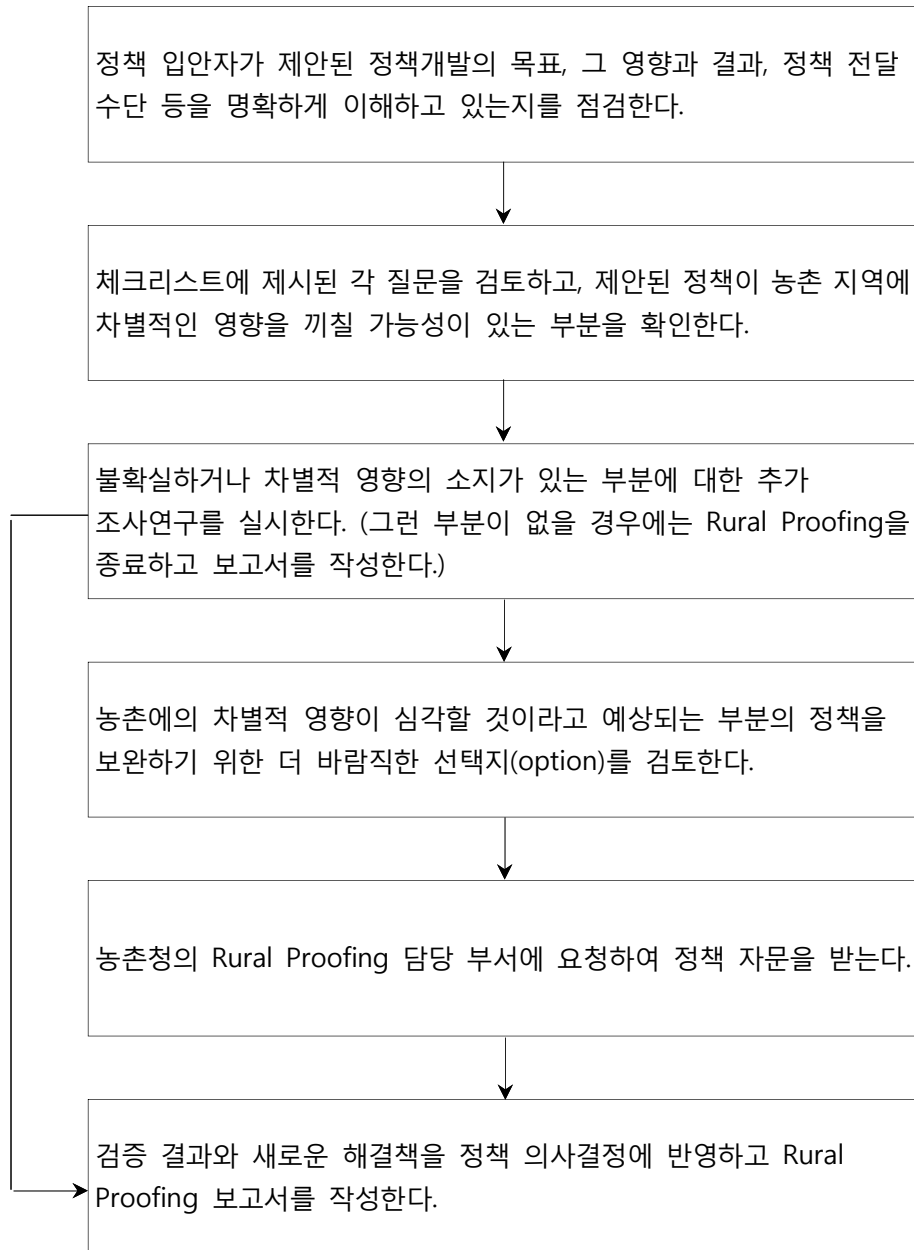 정책 입안자가 제안된 정책개발의 목표, 그 영향과 결과, 정책 전달
수단 등을 명확하게 이해하고 있는지를 점검한다.
체크리스트에 제시된 각 질문을 검토하고, 제안된 정책이 농촌 지역에
차별적인 영향을 끼칠 가능성이 있는 부분을 확인한다.
불확실하거나 차별적 영향의 소지가 있는 부분에 대한 추가
조사연구를 실시한다. (그런 부분이 없을 경우에는 Rural Proofing을
종료하고 보고서를 작성한다.)
농촌에의 차별적 영향이 심각할 것이라고 예상되는 부분의 정책을
보완하기 위한 더 바람직한 선택지(option)를 검토한다.
농촌청의 Rural Proofing 담당 부서에 요청하여 정책 자문을 받는다.
검증 결과와 새로운 해결책을 정책 의사결정에 반영하고 Rural
Proofing 보고서를 작성한다.